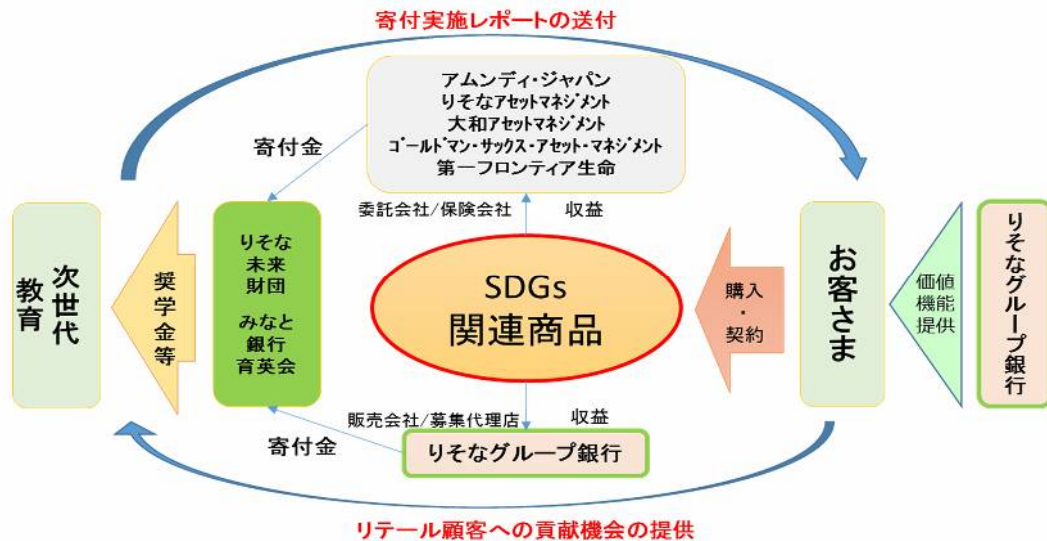 寄付実施レポートの送付
アムンディ・ジャパン
りそなアセットマネジメント
大和アセットマネジメント
ゴールドマン・サックス・アセット・マネジメント
第一フロンティア生命
寄付金
委託会社/保険会社
収益
次世代
教育
奨学金等
りそな
未来
財団
みなと
銀行
育英会
SDGs
関連商品
購入
・
契約
お客さま
価値
機能
提供
りそなグループ銀行
販売会社/募集代理店
収益
寄付金
りそなグループ銀行
リテール顧客への貢献機会の提供